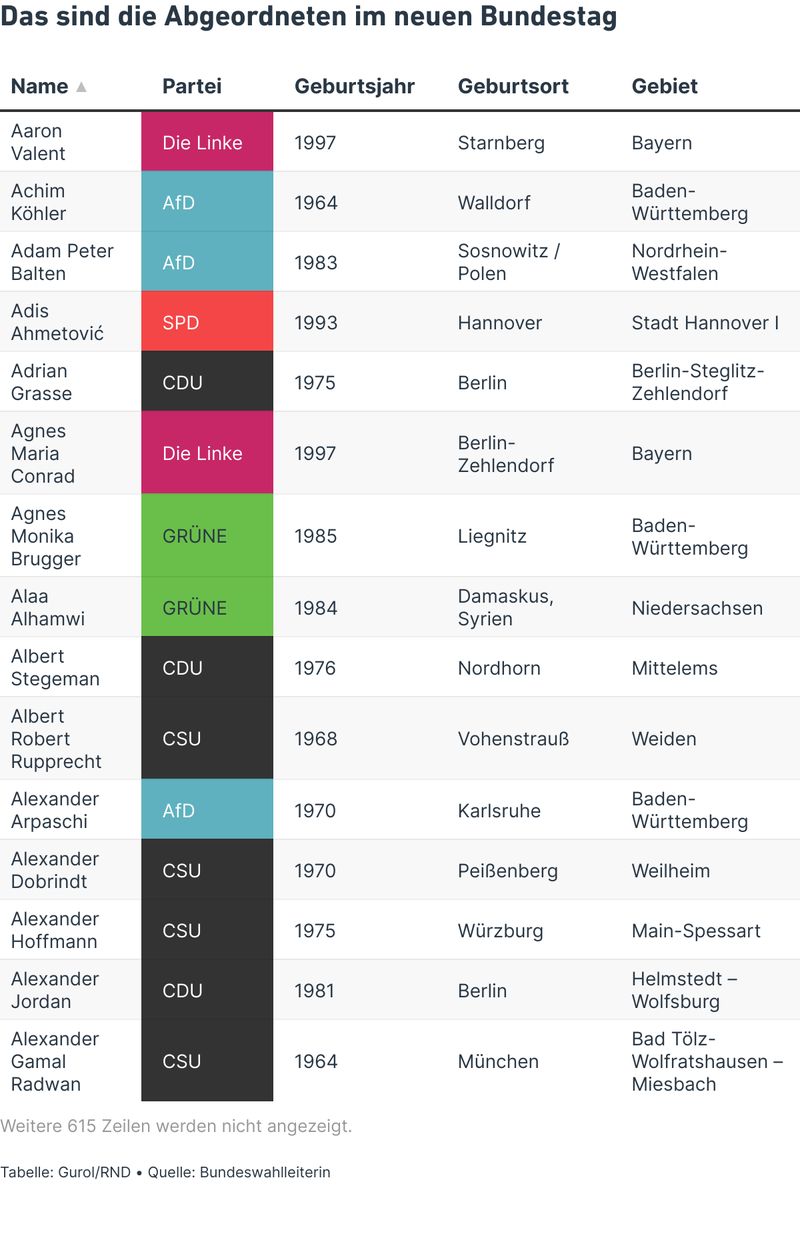 Das sind die Abgeordneten im neuen Bundestag
Name ▲ Partei Geburtsjahr Geburtsort Gebiet
Aaron
Valent
Die Linke
1997
Starnberg
Bayern
Achim
Köhler
AfD
1964
Walldorf
Baden-
Württemberg
Adam Peter
Balten
AfD
1983
Sosnowitz /
Polen
Nordrhein-
Westfalen
Adis
Ahmetović
SPD
1993
Hannover
Stadt Hannover I
Adrian
Grasse
CDU
1975
Berlin
Berlin-Steglitz-
Zehlendorf
Agnes
Maria
Conrad
Die Linke
1997
Berlin-
Zehlendorf
Bayern
Agnes
Monika
Brugger
GRÜNE
1985
Liegnitz
Baden-
Württemberg
Alaa
Alhamwi
GRÜNE
1984
Damaskus,
Syrien
Niedersachsen
Albert
Stegeman
CDU
1976
Nordhorn
Mittelems
Albert
Robert
Rupprecht
CSU
1968
Vohenstrauß
Weiden
Alexander
Arpaschi
AfD
1970
Karlsruhe
Baden-
Württemberg
Alexander
Dobrindt
CSU
1970
Peißenberg
Weilheim
Alexander
Hoffmann
CSU
1975
Würzburg
Main-Spessart
Alexander
Jordan
CDU
1981
Berlin
Helmstedt –
Wolfsburg
Alexander
Gamal
Radwan
CSU
1964
München
Bad Tölz-
Wolfratshausen –
Miesbach
Weitere 615 Zeilen werden nicht angezeigt.
Tabelle: Gurol/RND • Quelle: Bundeswahlleiterin